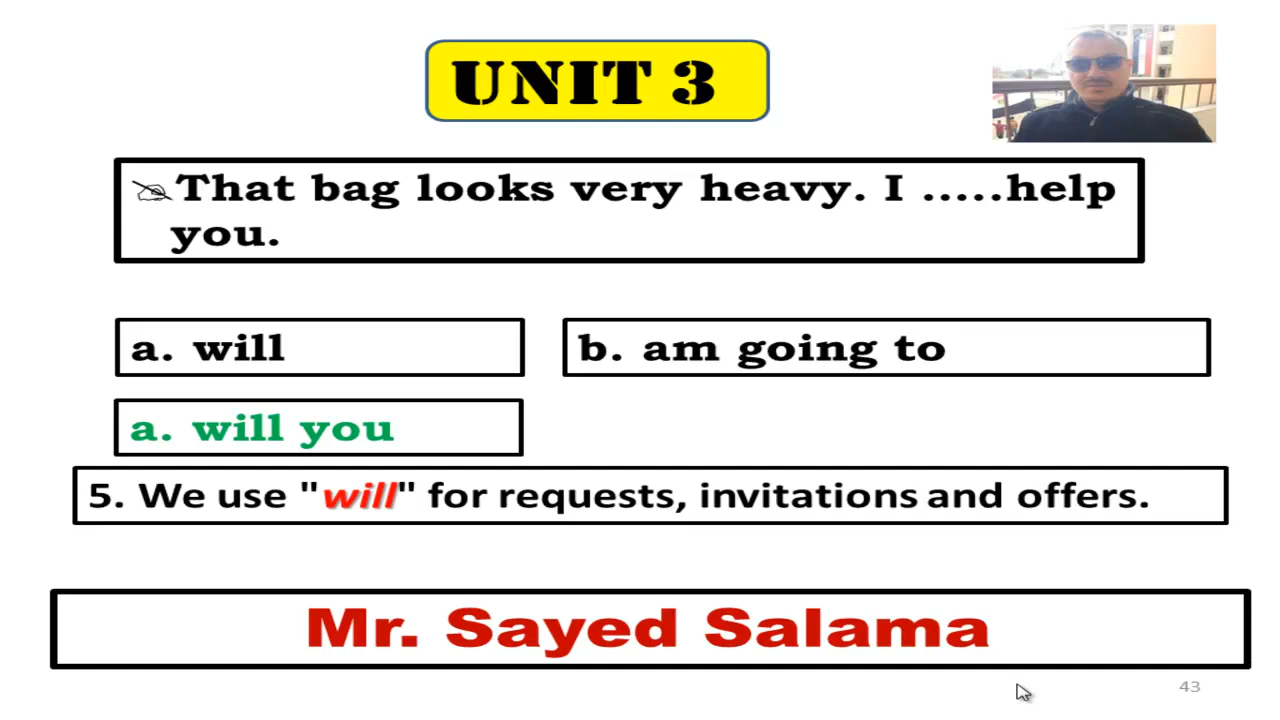 UNIT 3
That bag looks very heavy. I .....help
you.
a. will
b. am going to
a. will you
5. We use "will" for requests, invitations and offers.
Mr. Sayed Salama
43